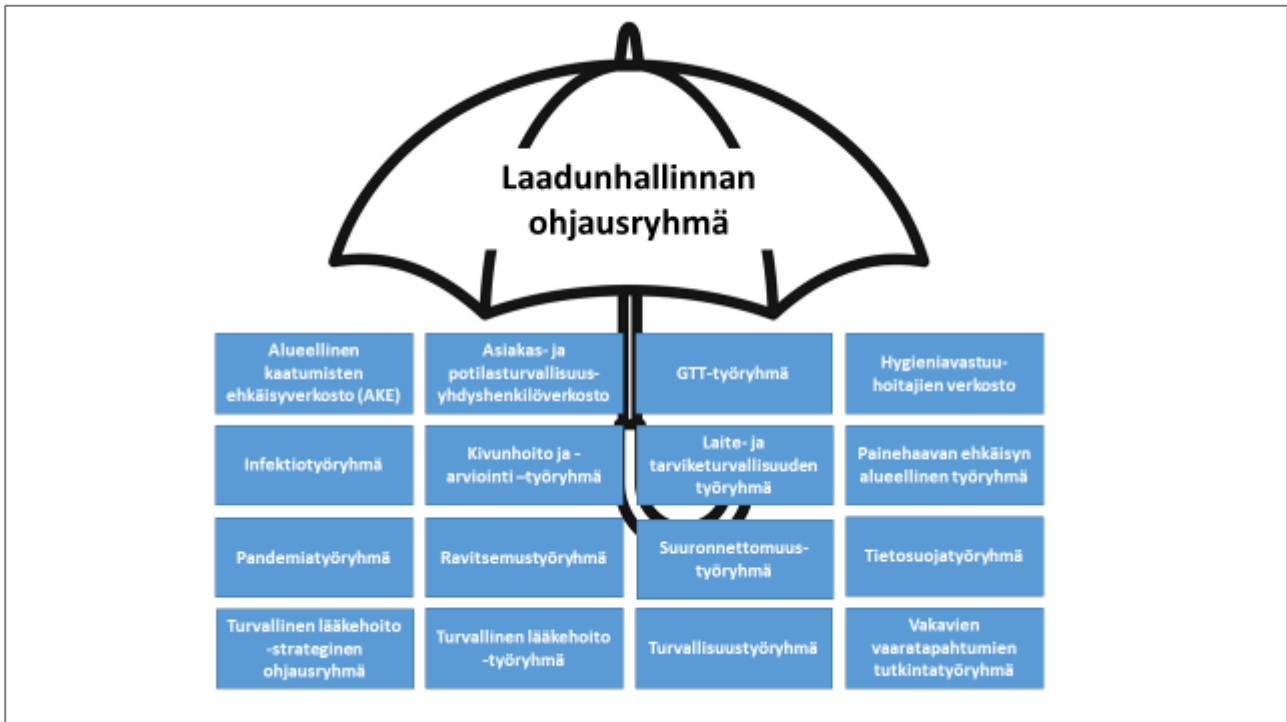 Laadunhallinnan
ohjausryhmä
Alueellinen
kaatumisten
ehkäisyverkosto (AKE)
Asiakas- ja
potilasturvallisuus-
yhdyshenkilöverkosto
GTT-työryhmä
Hygieniavastuu-
hoitajien verkosto
Infektiotyöryhmä
Kivunhoito ja -
arviointi –työryhmä
Laite- ja
tarviketurvallisuuden
työryhmä
Painehaavan ehkäisyn
alueellinen työryhmä
Pandemiatyöryhmä
Ravitsemustyöryhmä
Suuronnettomuus-
työryhmä
Tietosuojatyöryhmä
Turvallinen lääkehoito
-strateginen
ohjausryhmä
Turvallinen lääkehoito
-työryhmä
Turvallisuustyöryhmä
Vakavien
vaaratapahtumien
tutkintatyöryhmä